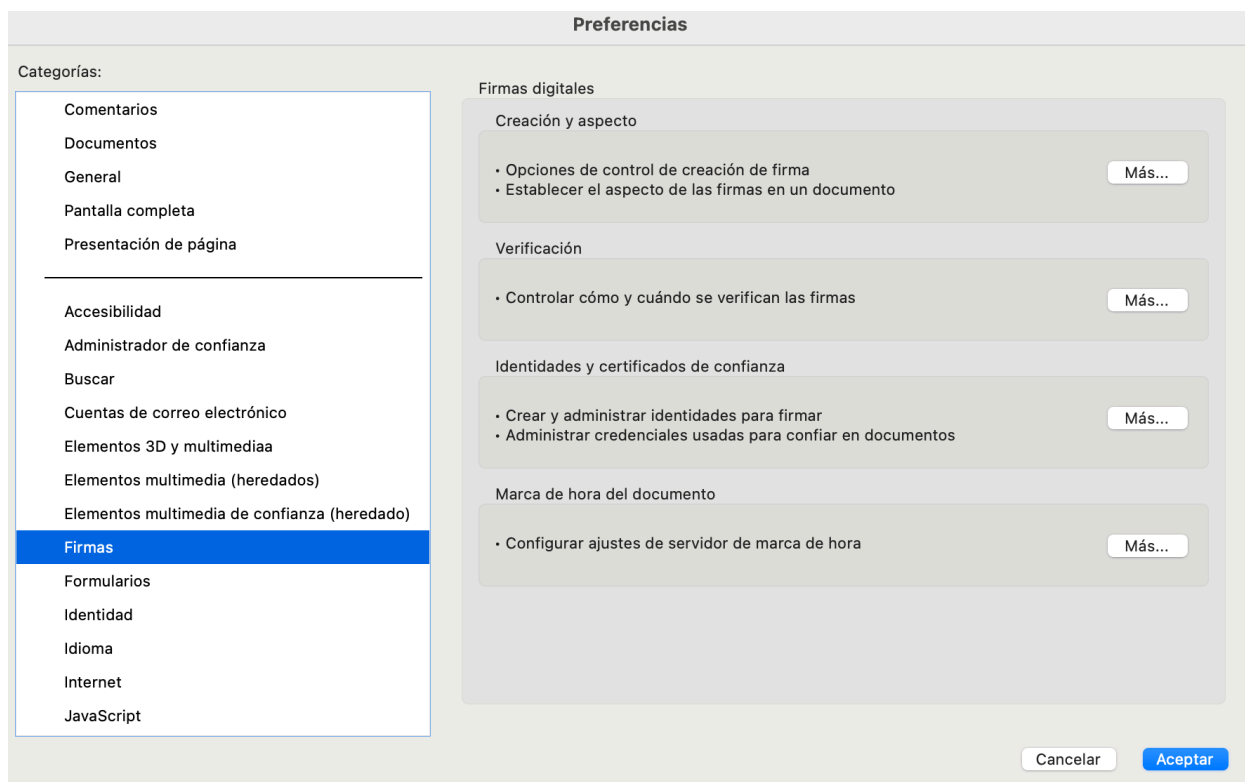 Preferencias
Categorías:
Comentarios
Documentos
General
Pantalla completa
Presentación de página
Accesibilidad
Administrador de confianza
Buscar
Cuentas de correo electrónico
Elementos 3D y multimediaa
Elementos multimedia (heredados)
Elementos multimedia de confianza (heredado)
Firmas
Formularios
Identidad
Idioma
Internet
JavaScript
Firmas digitales
Creación y aspecto
• Opciones de control de creación de firma
• Establecer el aspecto de las firmas en un documento
Más...
Verificación
• Controlar cómo y cuándo se verifican las firmas
Más...
Identidades y certificados de confianza
• Crear y administrar identidades para firmar
• Administrar credenciales usadas para confiar en documentos
Más...
Marca de hora del documento
• Configurar ajustes de servidor de marca de hora
Más...
Cancelar
Aceptar